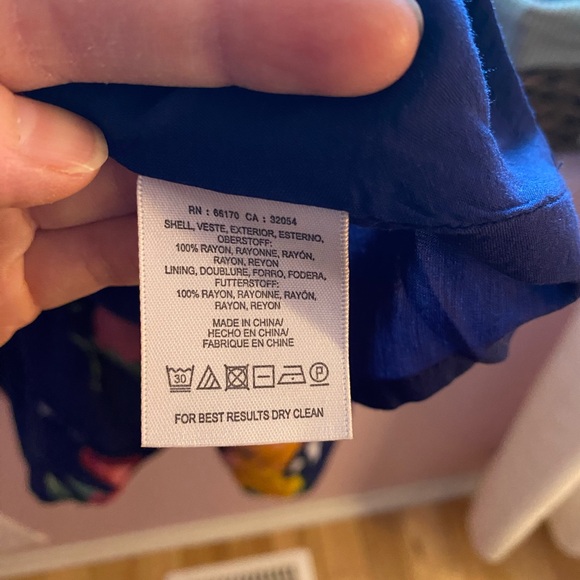 RN : 66170 CA : 32054
SHELL, VESTE, EXTERIOR, ESTERNO,
OBERSTOFF:
100% RAYON, RAYONNE, RAYÓN,
RAYON, REYON
LINING, DOUBLURE, FORRO, FODERA,
FUTTERSTOFF:
100% RAYON, RAYONNE, RAYÓN,
RAYON, REYON
MADE IN CHINA/
HECHO EN CHINA/
FABRIQUE EN CHINE
30 P
FOR BEST RESULTS DRY CLEAN